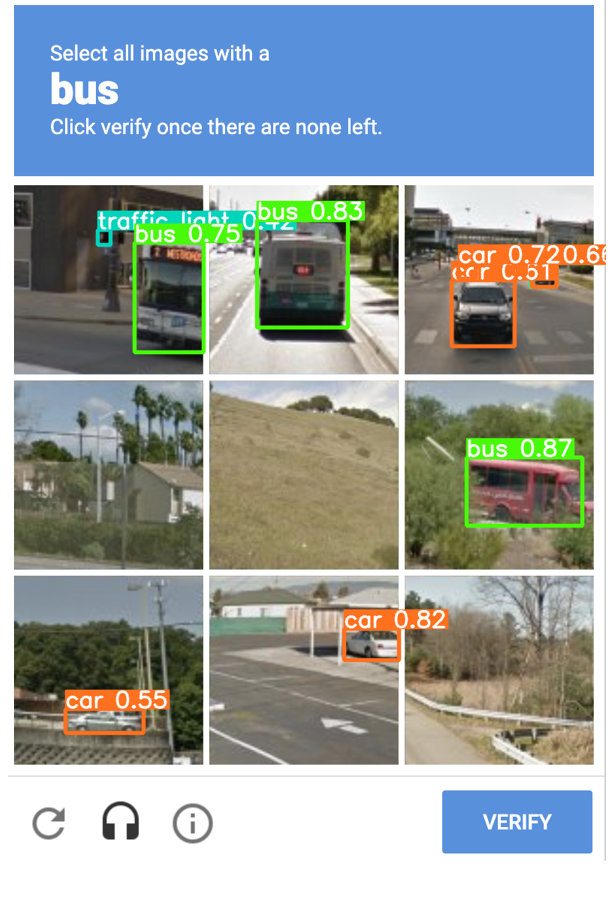 Select all images with a
bus
Click verify once there are none left.
traffic light 0.42
bus 0.75
bus 0.83
car 0.72
0.66
car 0.51
bus 0.87
car 0.55
car 0.82
VERIFY